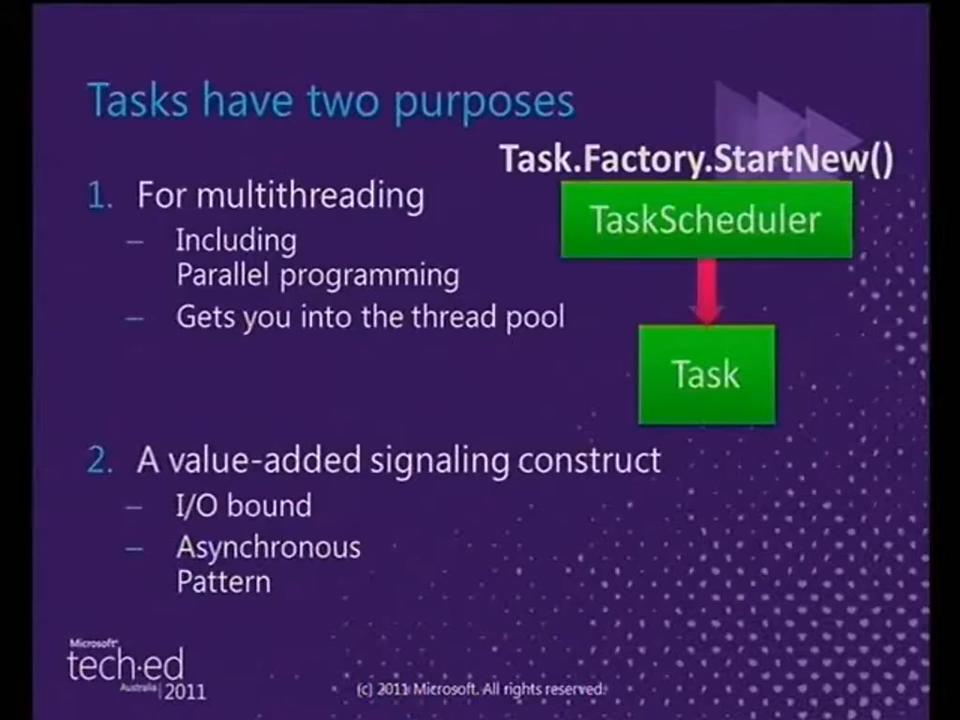 Tasks have two purposes
Task.Factory.StartNew()
1. For multithreading
TaskScheduler
– Including
Parallel programming
– Gets you into the thread pool
Task
2. A value-added signaling construct
– I/O bound
– Asynchronous
Pattern
Microsoft
tech·ed
Australia | 2011
(c) 2011 Microsoft. All rights reserved.